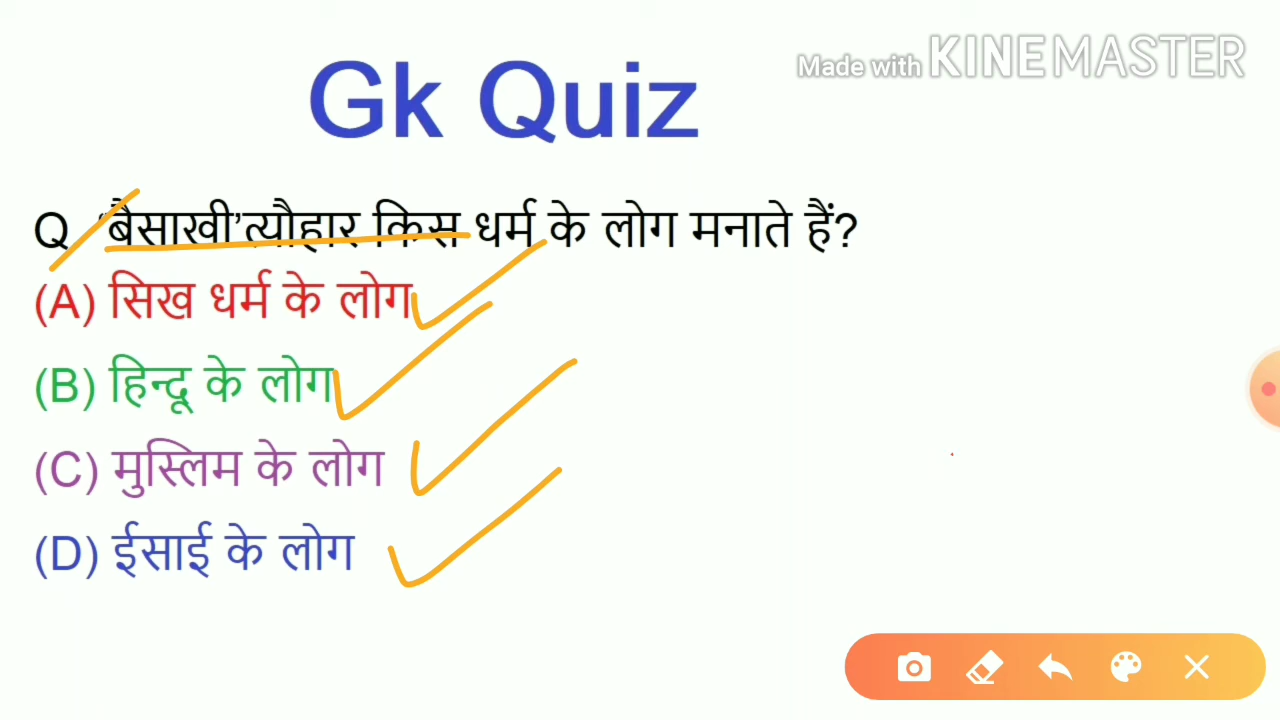 Made with KINEMASTER
Gk Quiz
Q 'बैसाखी'त्यौहार किस धर्म के लोग मनाते हैं?
(A) सिख धर्म के लोग
(B) हिन्दू के लोग
(C) मुस्लिम के लोग
(D) ईसाई के लोग